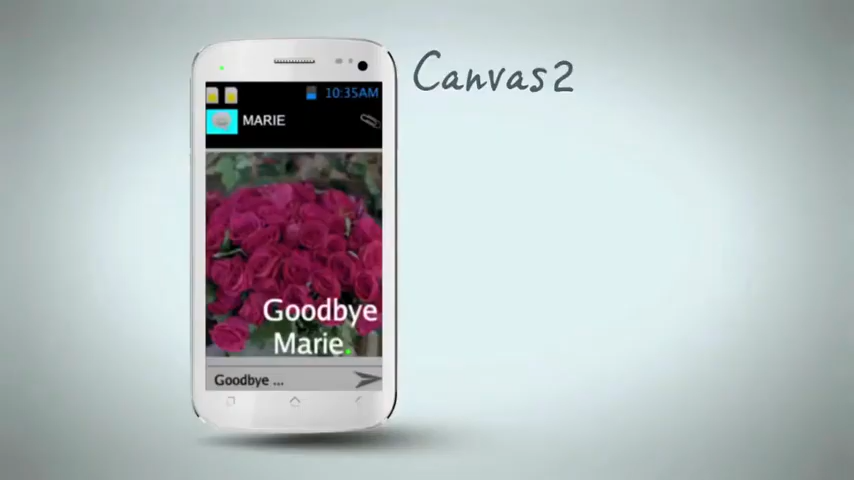 Canvas2
10:35AM
MARIE
Goodbye
Marie.
Goodbye ...